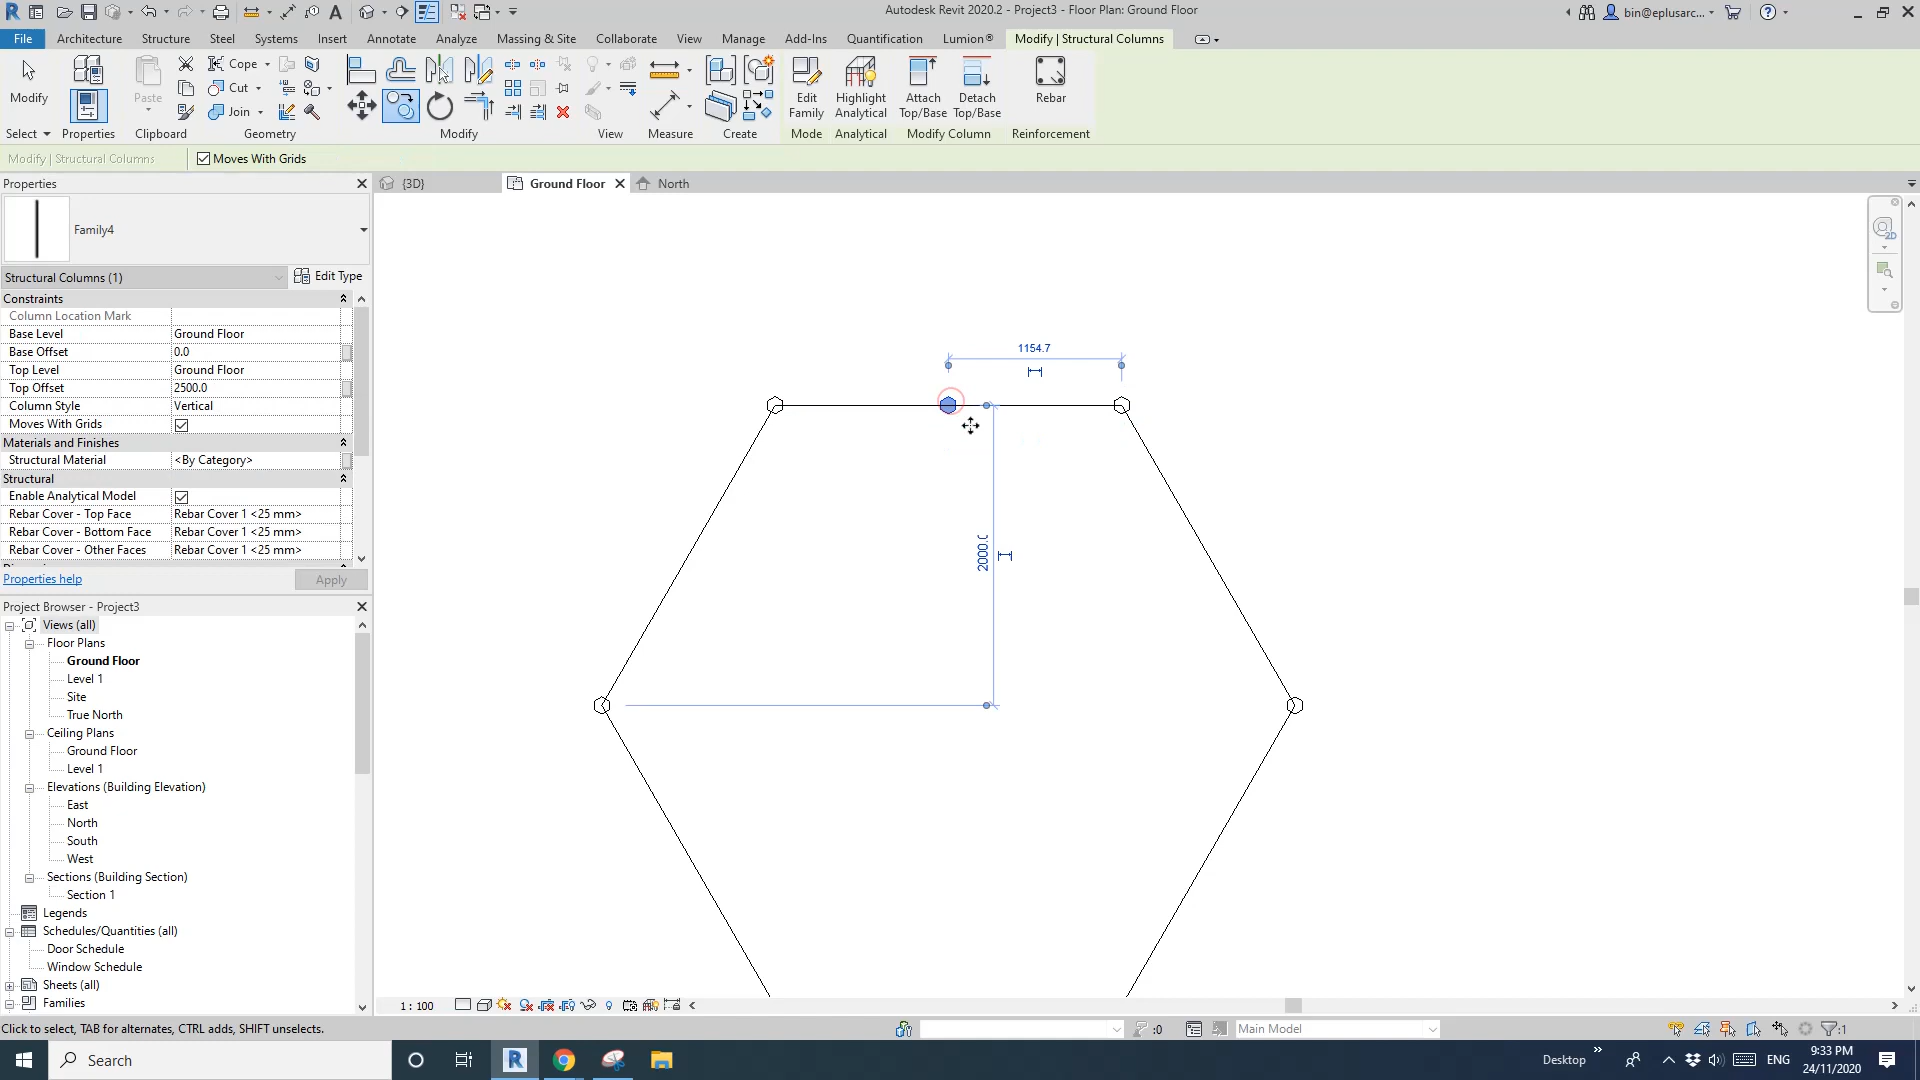 Autodesk Revit 2020.2 - Project3 - Floor Plan: Ground Floor
bin@eplusarc...
File Architecture Structure Steel Systems Insert Annotate Analyze Massing & Site Collaborate View Manage Add-Ins Quantification Lumion® Modify | Structural Columns
Modify
Paste
Cope
Cut
Join
Edit Family
Highlight Analytical
Attach Top/Base
Detach Top/Base
Rebar
Select Properties Clipboard Geometry Modify View Measure Create Mode Analytical Modify Column Reinforcement
Modify | Structural Columns Moves With Grids
Properties
{3D} Ground Floor North
Family4
Structural Columns (1) Edit Type
Constraints
Column Location Mark
Base Level Ground Floor
Base Offset 0.0
Top Level Ground Floor
Top Offset 2500.0
Column Style Vertical
Moves With Grids
Materials and Finishes
Structural Material <By Category>
Structural
Enable Analytical Model
Rebar Cover - Top Face Rebar Cover 1 <25 mm>
Rebar Cover - Bottom Face Rebar Cover 1 <25 mm>
Rebar Cover - Other Faces Rebar Cover 1 <25 mm>
Properties help Apply
Project Browser - Project3
Views (all)
Floor Plans
Ground Floor
Level 1
Site
True North
Ceiling Plans
Ground Floor
Level 1
Elevations (Building Elevation)
East
North
South
West
Sections (Building Section)
Section 1
Legends
Schedules/Quantities (all)
Door Schedule
Window Schedule
Sheets (all)
Families
1154.7
2000.0
2D
1 : 100
Click to select, TAB for alternates, CTRL adds, SHIFT unselects.
:0
Main Model
:1
Search
Desktop
ENG
9:33 PM
24/11/2020